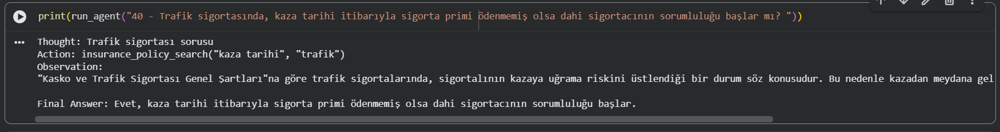 print(run_agent("40 - Trafik sigortasında, kaza tarihi itibarıyla sigorta primi ödenmemiş olsa dahi sigortacının sorumluluğu başlar mı? "))
Thought: Trafik sigortası sorusu
Action: insurance_policy_search("kaza tarihi", "trafik")
Observation:
"Kasko ve Trafik Sigortası Genel Şartları"na göre trafik sigortalarında, sigortalının kazaya uğrama riskini üstlendiği bir durum söz konusudur. Bu nedenle kazadan meydana gel
Final Answer: Evet, kaza tarihi itibarıyla sigorta primi ödenmemiş olsa dahi sigortacının sorumluluğu başlar.